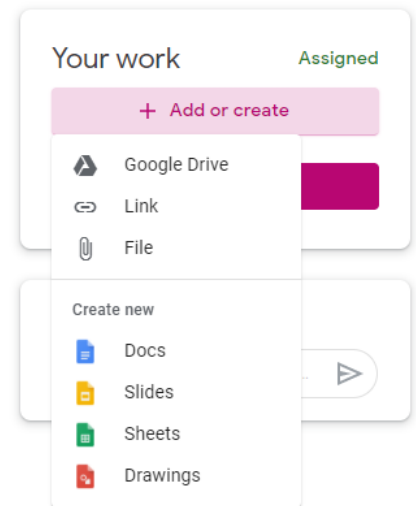 Your work
Assigned
+ Add or create
Google Drive
Link
File
Create new
Docs
Slides
Sheets
Drawings